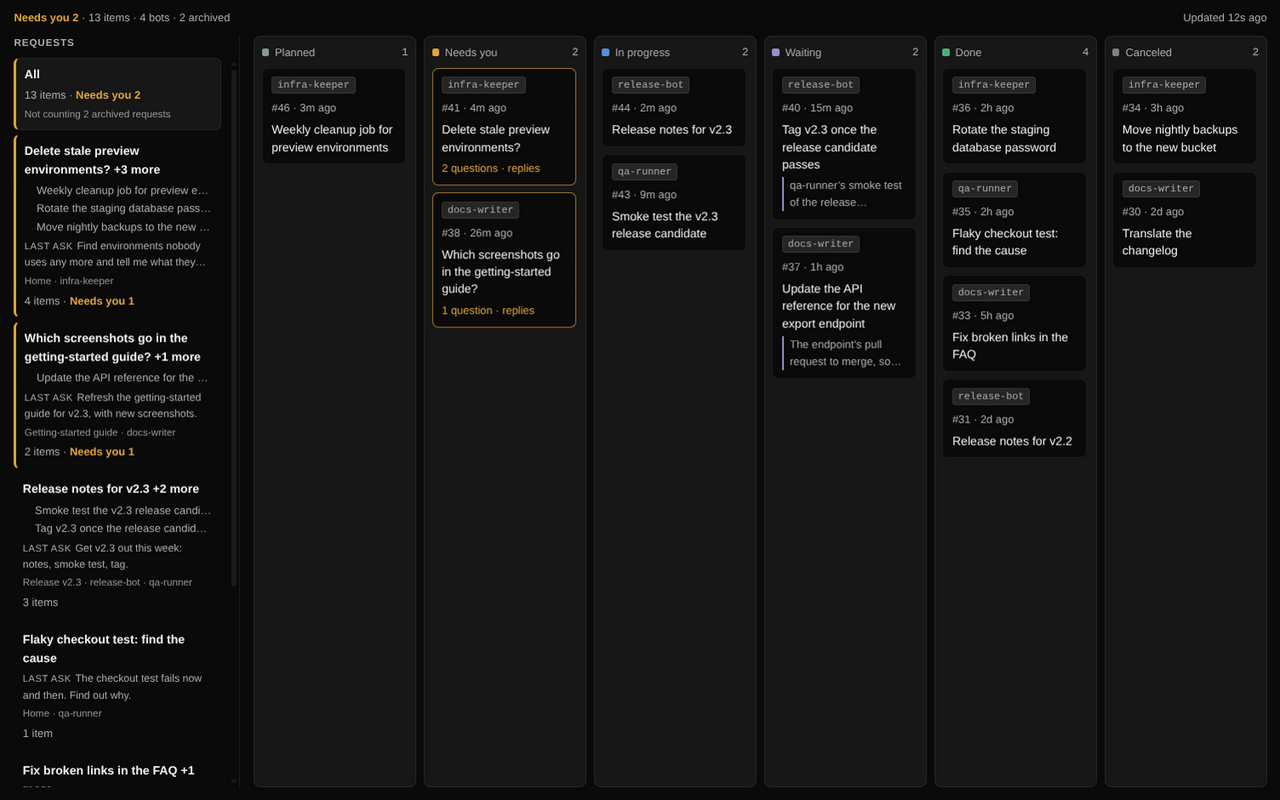 Needs you 2 · 13 items · 4 bots · 2 archived
Updated 12s ago
REQUESTS
All
13 items · Needs you 2
Not counting 2 archived requests
Delete stale preview
environments? +3 more
Weekly cleanup job for preview e…
Rotate the staging database pass…
Move nightly backups to the new …
LAST ASK Find environments nobody
uses any more and tell me what they…
Home · infra-keeper
4 items · Needs you 1
Which screenshots go in the
getting-started guide? +1 more
Update the API reference for the …
LAST ASK Refresh the getting-started
guide for v2.3, with new screenshots.
Getting-started guide · docs-writer
2 items · Needs you 1
Release notes for v2.3 +2 more
Smoke test the v2.3 release candi…
Tag v2.3 once the release candid…
LAST ASK Get v2.3 out this week:
notes, smoke test, tag.
Release v2.3 · release-bot · qa-runner
3 items
Flaky checkout test: find the
cause
LAST ASK The checkout test fails now
and then. Find out why.
Home · qa-runner
1 item
Fix broken links in the FAQ +1
Planned 1
infra-keeper
#46 · 3m ago
Weekly cleanup job for
preview environments
Needs you 2
infra-keeper
#41 · 4m ago
Delete stale preview
environments?
2 questions · replies
docs-writer
#38 · 26m ago
Which screenshots go
in the getting-started
guide?
1 question · replies
In progress 2
release-bot
#44 · 2m ago
Release notes for v2.3
qa-runner
#43 · 9m ago
Smoke test the v2.3
release candidate
Waiting 2
release-bot
#40 · 15m ago
Tag v2.3 once the
release candidate
passes
qa-runner’s smoke test
of the release…
docs-writer
#37 · 1h ago
Update the API
reference for the new
export endpoint
The endpoint’s pull
request to merge, so…
Done 4
infra-keeper
#36 · 2h ago
Rotate the staging
database password
qa-runner
#35 · 2h ago
Flaky checkout test:
find the cause
docs-writer
#33 · 5h ago
Fix broken links in the
FAQ
release-bot
#31 · 2d ago
Release notes for v2.2
Canceled 2
infra-keeper
#34 · 3h ago
Move nightly backups
to the new bucket
docs-writer
#30 · 2d ago
Translate the
changelog